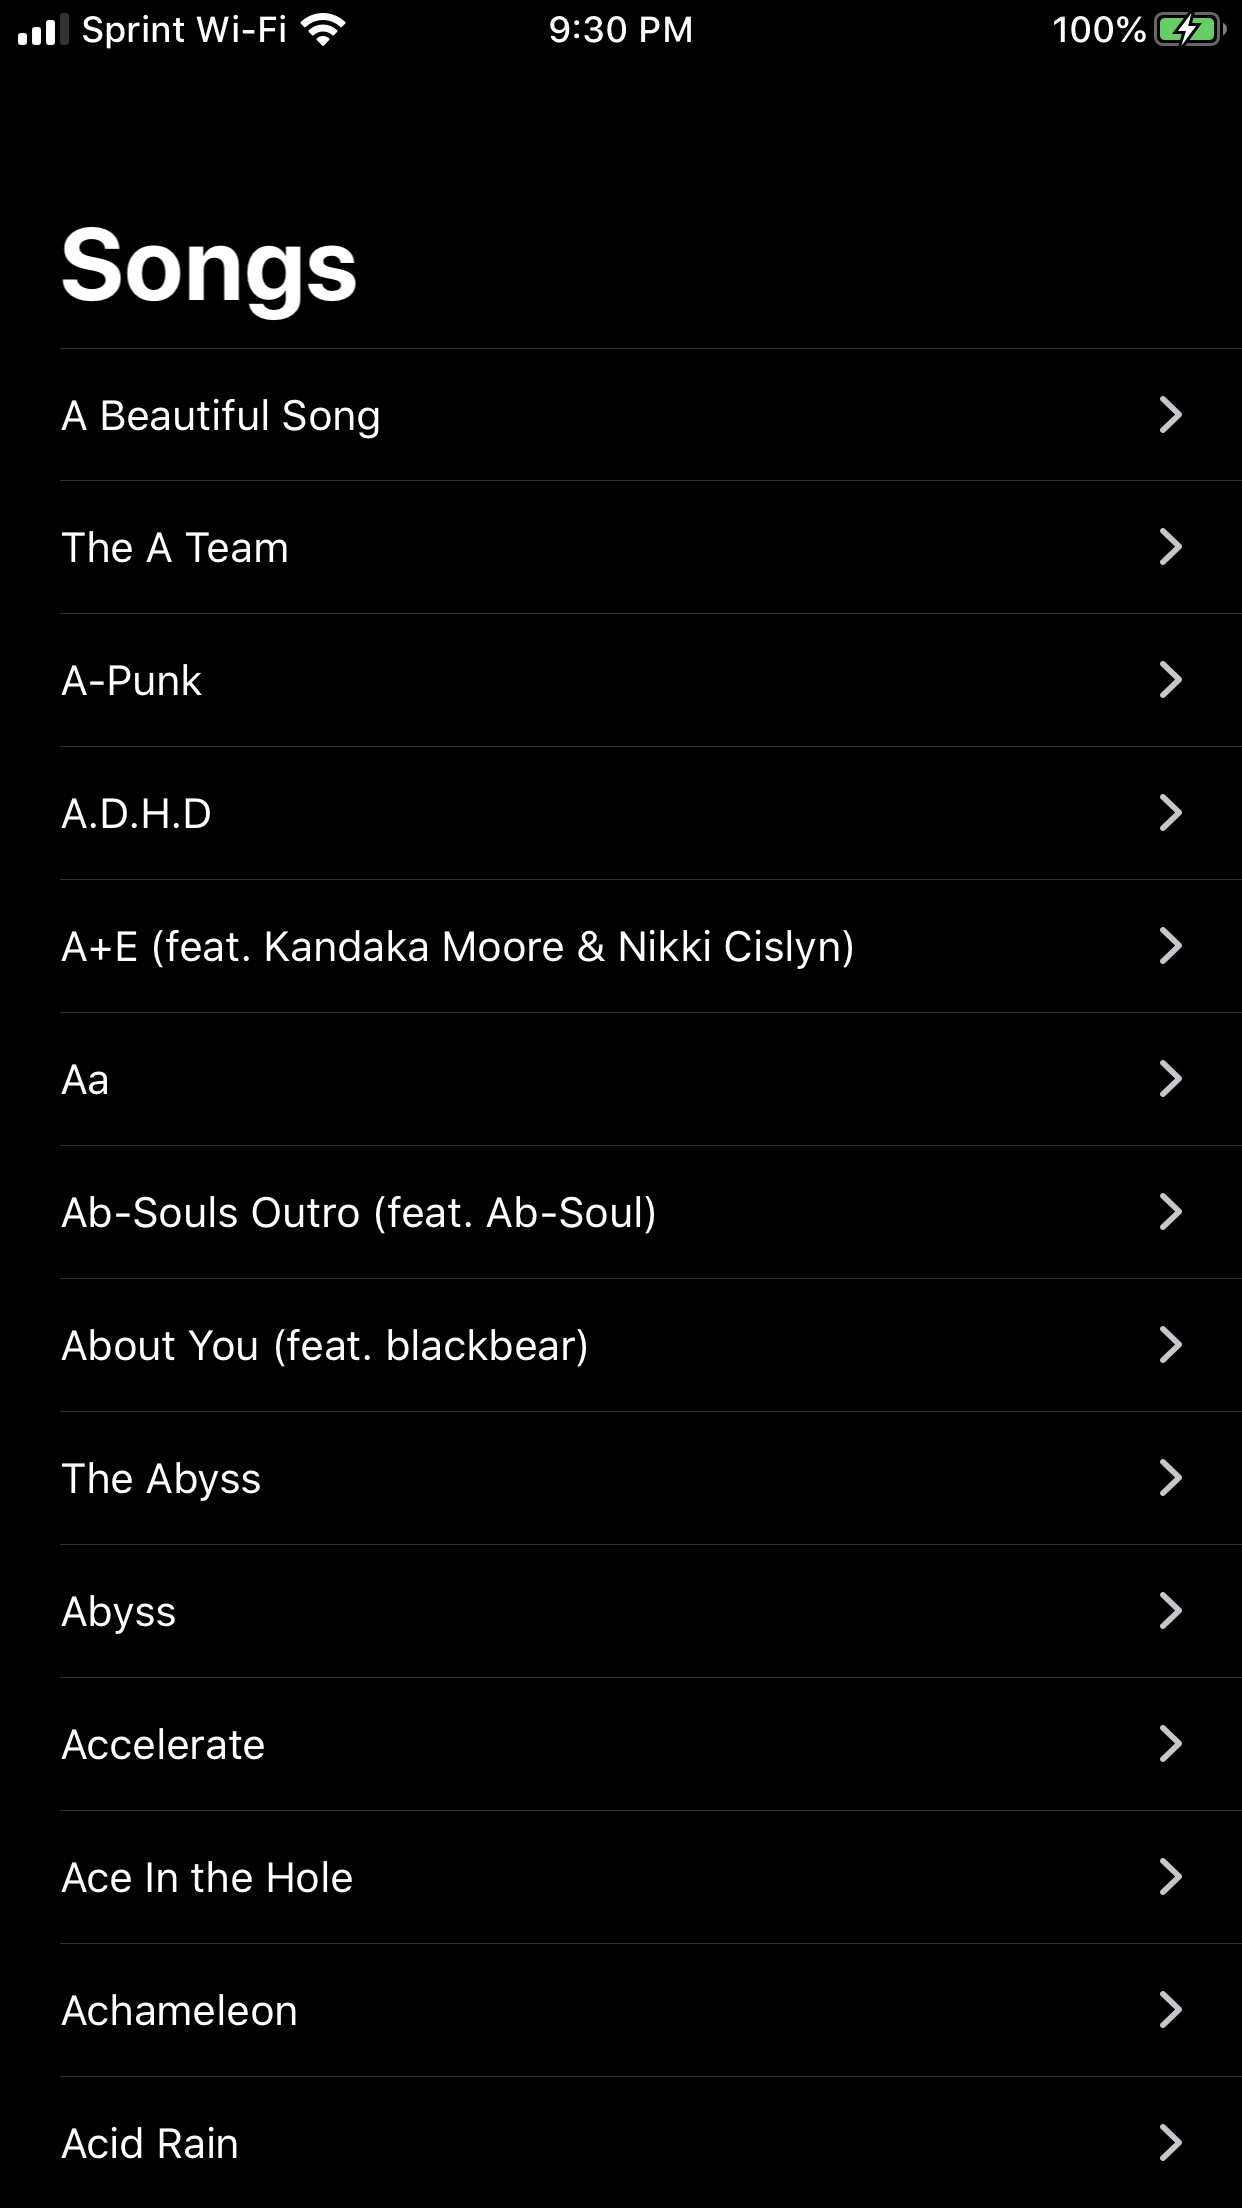 Sprint Wi-Fi 9:30 PM 100%
Songs
A Beautiful Song
The A Team
A-Punk
A.D.H.D
A+E (feat. Kandaka Moore & Nikki Cislyn)
Aa
Ab-Souls Outro (feat. Ab-Soul)
About You (feat. blackbear)
The Abyss
Abyss
Accelerate
Ace In the Hole
Achameleon
Acid Rain